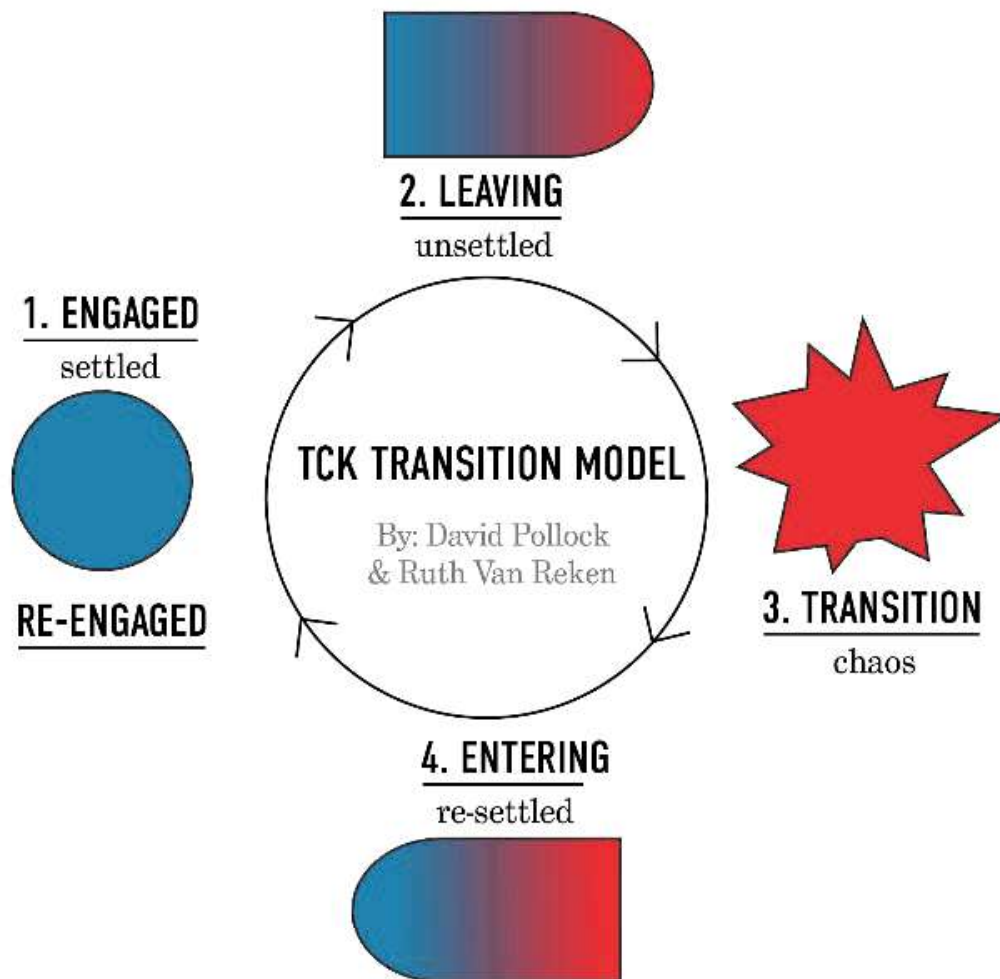 2. LEAVING
unsettled
1. ENGAGED
settled
TCK TRANSITION MODEL
By: David Pollock
& Ruth Van Reken
RE-ENGAGED
3. TRANSITION
chaos
4. ENTERING
re-settled